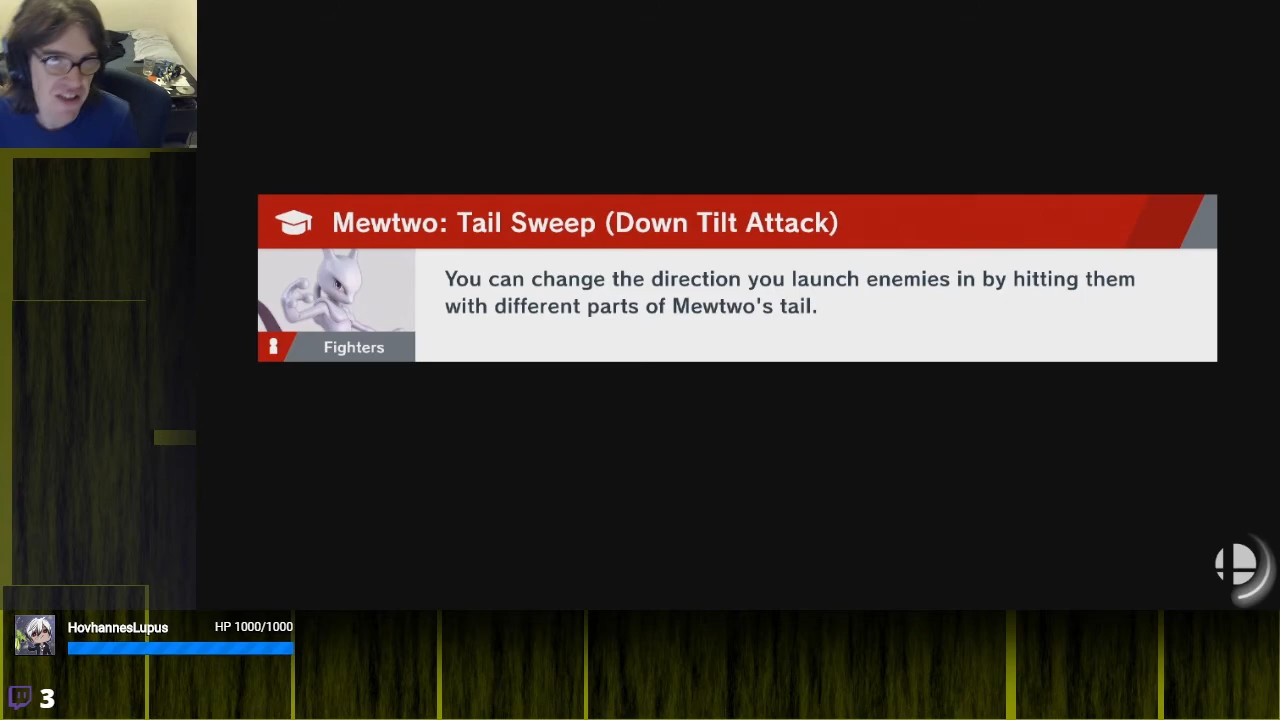 Mewtwo: Tail Sweep (Down Tilt Attack)
You can change the direction you launch enemies in by hitting them
with different parts of Mewtwo's tail.
Fighters
HovhannesLupus HP 1000/1000
3